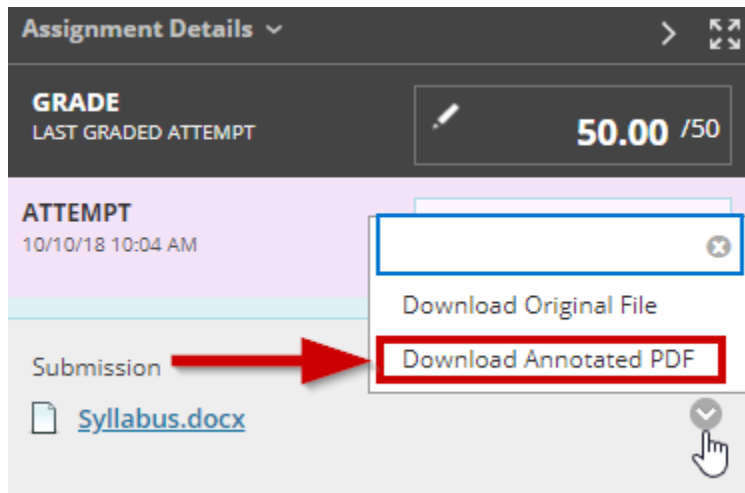 Assignment Details
GRADE
LAST GRADED ATTEMPT
50.00 /50
ATTEMPT
10/10/18 10:04 AM
Download Original File
Download Annotated PDF
Submission
Syllabus.docx